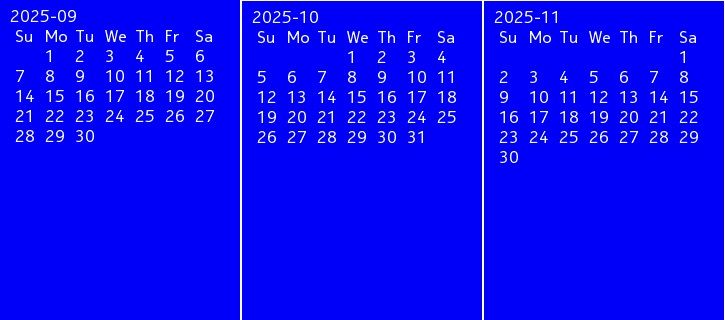 2025-09
Su Mo Tu We Th Fr Sa
1 2 3 4 5 6
7 8 9 10 11 12 13
14 15 16 17 18 19 20
21 22 23 24 25 26 27
28 29 30
2025-10
Su Mo Tu We Th Fr Sa
1 2 3 4
5 6 7 8 9 10 11
12 13 14 15 16 17 18
19 20 21 22 23 24 25
26 27 28 29 30 31
2025-11
Su Mo Tu We Th Fr Sa
1
2 3 4 5 6 7 8
9 10 11 12 13 14 15
16 17 18 19 20 21 22
23 24 25 26 27 28 29
30